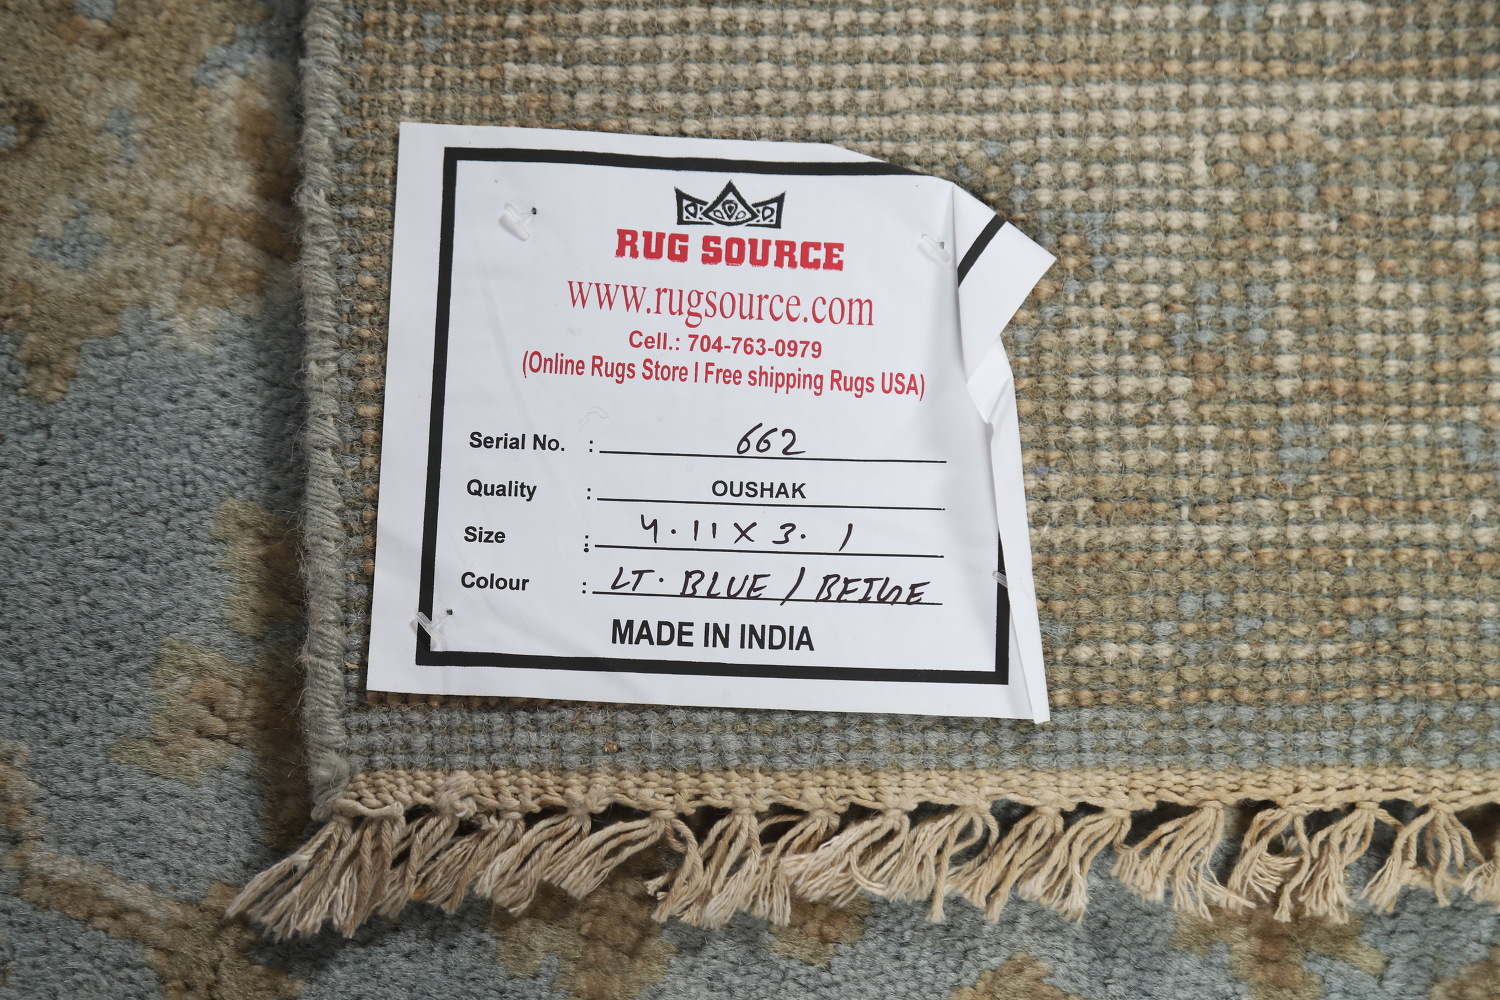 RUG SOURCE
www.rugsource.com
Cell.: 704-763-0979
(Online Rugs Store I Free shipping Rugs USA)
Serial No. : 662
Quality : OUSHAK
Size : 4.11 X 3.1
Colour : LT. BLUE / BEIGE
MADE IN INDIA